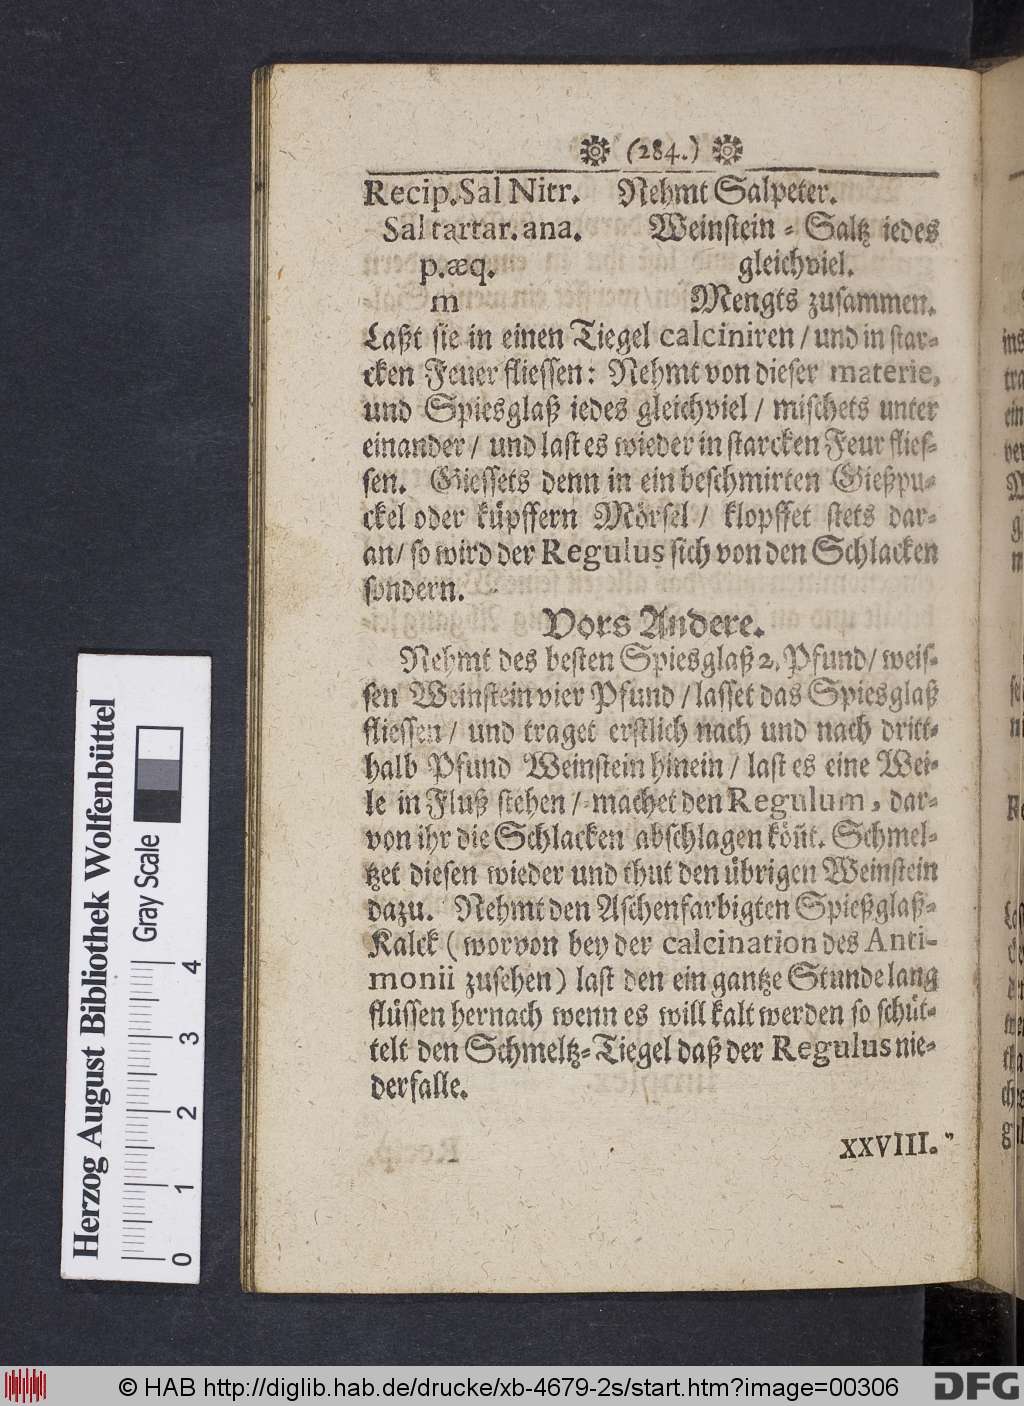 (284.)
Recip. Sal Nitr. Nehmt Salpeter.
Sal tartar. ana. Weinstein - Saltz iedes
p. æq. gleichviel.
m Mengts zusammen.
Laßt sie in einen Tiegel calciniren / und in star-
cken Feuer fliessen: Nehmt von dieser materie,
und Spiesglaß iedes gleichviel / mischets unter
einander / und last es wieder in starcken Feur flies-
sen. Giessets denn in ein beschmirten Gießpu-
ckel oder küpffern Mörsel / klopffet stets dar-
an / so wird der Regulus sich von den Schlacken
sondern.
Vors Andere.
Nehmt des besten Spiesglaß 2. Pfund / weis-
sen Weinstein vier Pfund / lasset das Spiesglaß
fliessen / und traget erstlich nach und nach dritt-
halb Pfund Weinstein hinein / last es eine Wei-
le in Fluß stehen / machet den Regulum, dar-
von ihr die Schlacken abschlagen kön̄t. Schmel-
tzet diesen wieder und thut den übrigen Weinstein
dazu. Nehmt den Aschenfarbigten Spießglaß-
Kalck (worvon bey der calcination des Anti-
monii zusehen) last den ein gantze Stunde lang
flüssen hernach wenn es will kalt werden so schüt-
telt den Schmeltz-Tiegel daß der Regulus nie-
derfalle.
XXVIII.
Herzog August Bibliothek Wolfenbüttel
Gray Scale
0 1 2 3 4
© HAB http://diglib.hab.de/drucke/xb-4679-2s/start.htm?image=00306
DFG